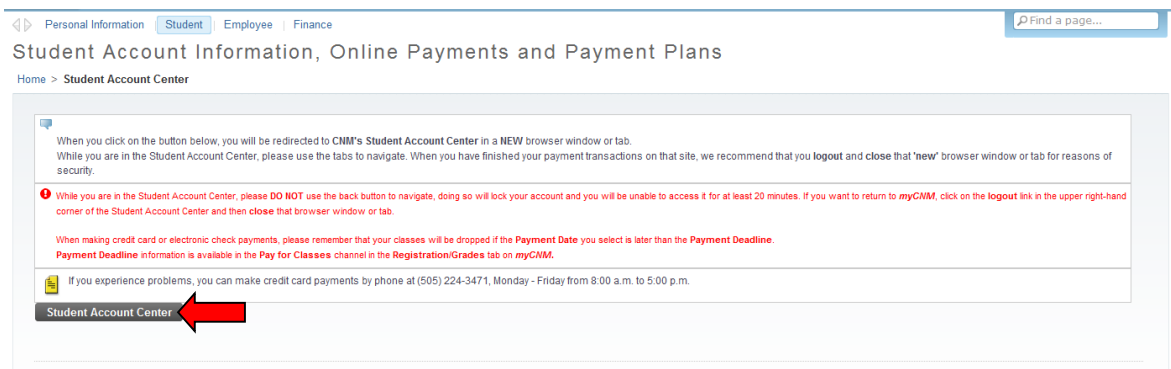 Personal Information Student Employee Finance
Find a page...
Student Account Information, Online Payments and Payment Plans
Home > Student Account Center
When you click on the button below, you will be redirected to CNM's Student Account Center in a NEW browser window or tab.
While you are in the Student Account Center, please use the tabs to navigate. When you have finished your payment transactions on that site, we recommend that you logout and close that 'new' browser window or tab for reasons of
security.
While you are in the Student Account Center, please DO NOT use the back button to navigate, doing so will lock your account and you will be unable to access it for at least 20 minutes. If you want to return to myCNM, click on the logout link in the upper right-hand
corner of the Student Account Center and then close that browser window or tab.
When making credit card or electronic check payments, please remember that your classes will be dropped if the Payment Date you select is later than the Payment Deadline.
Payment Deadline information is available in the Pay for Classes channel in the Registration/Grades tab on myCNM.
If you experience problems, you can make credit card payments by phone at (505) 224-3471, Monday - Friday from 8:00 a.m. to 5:00 p.m.
Student Account Center